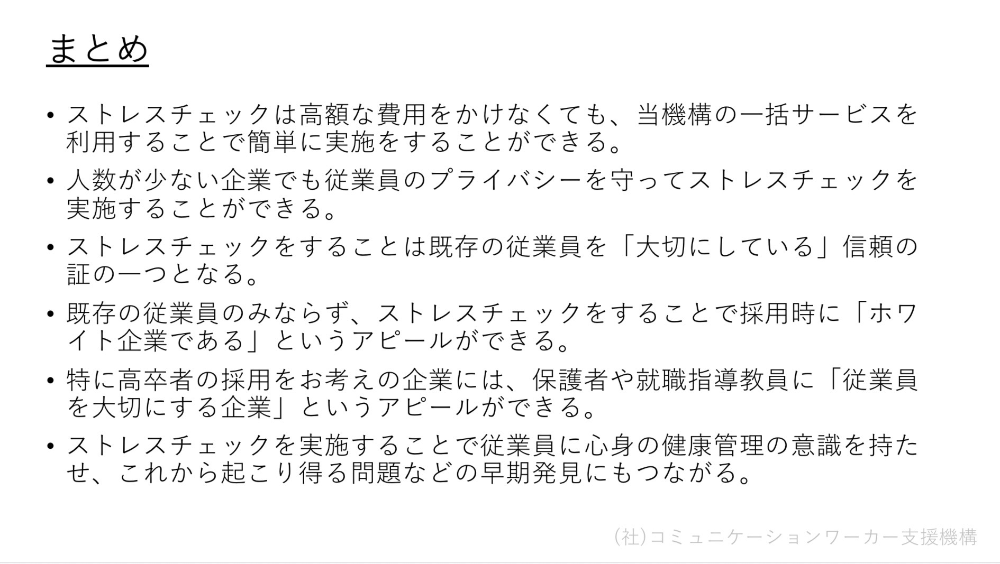 まとめ
• ストレスチェックは高額な費用をかけなくても、当機構の一括サービスを
利用することで簡単に実施をすることができる。
• 人数が少ない企業でも従業員のプライバシーを守ってストレスチェックを
実施することができる。
• ストレスチェックをすることは既存の従業員を「大切にしている」信頼の
証の一つとなる。
• 既存の従業員のみならず、ストレスチェックをすることで採用時に「ホワ
イト企業である」というアピールができる。
• 特に高卒者の採用をお考えの企業には、保護者や就職指導教員に「従業員
を大切にする企業」というアピールができる。
• ストレスチェックを実施することで従業員に心身の健康管理の意識を持た
せ、これから起こり得る問題などの早期発見にもつながる。
(社)コミュニケーションワーカー支援機構